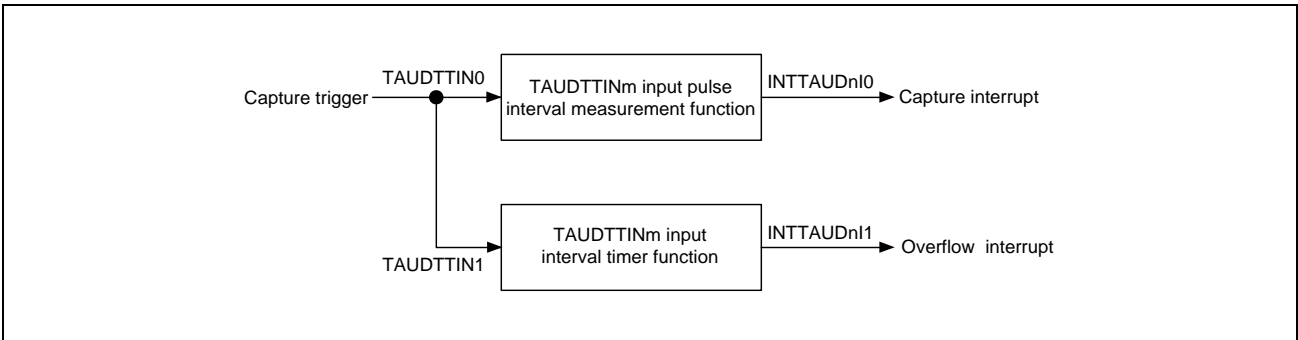 TAUDTTIN0
Capture trigger
TAUDTTINm input pulse
interval measurement function
INTTAUDnI0
Capture interrupt
TAUDTTIN1
TAUDTTINm input
interval timer function
INTTAUDnI1
Overflow interrupt